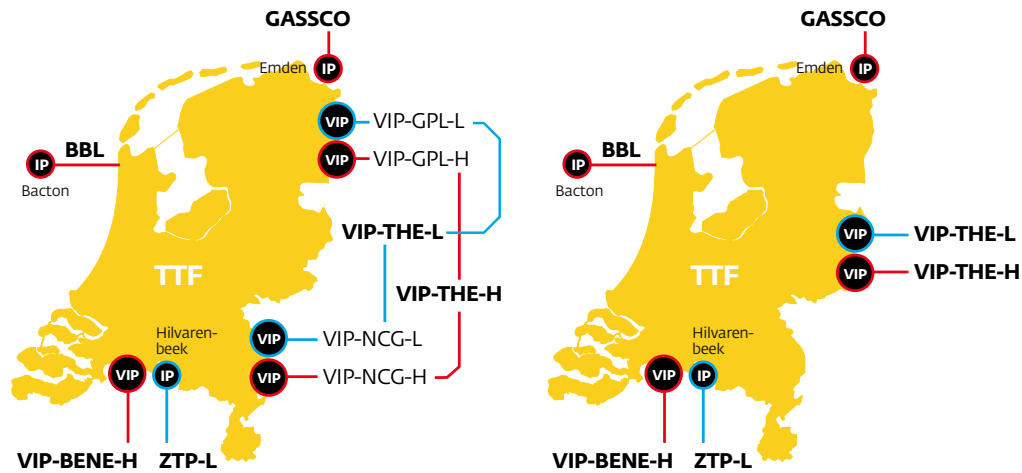 GASSCO
Emden
IP
VIP
VIP-GPL-L
BBL
IP
VIP
VIP-GPL-H
Bacton
VIP-THE-L
TTF
VIP-THE-H
Hilvaren-
beek
VIP
VIP-NCG-L
VIP
IP
VIP
VIP-NCG-H
VIP-BENE-H
ZTP-L
GASSCO
Emden
IP
BBL
IP
Bacton
VIP
VIP-THE-L
TTF
VIP
VIP-THE-H
Hilvaren-
beek
VIP
IP
VIP-BENE-H
ZTP-L